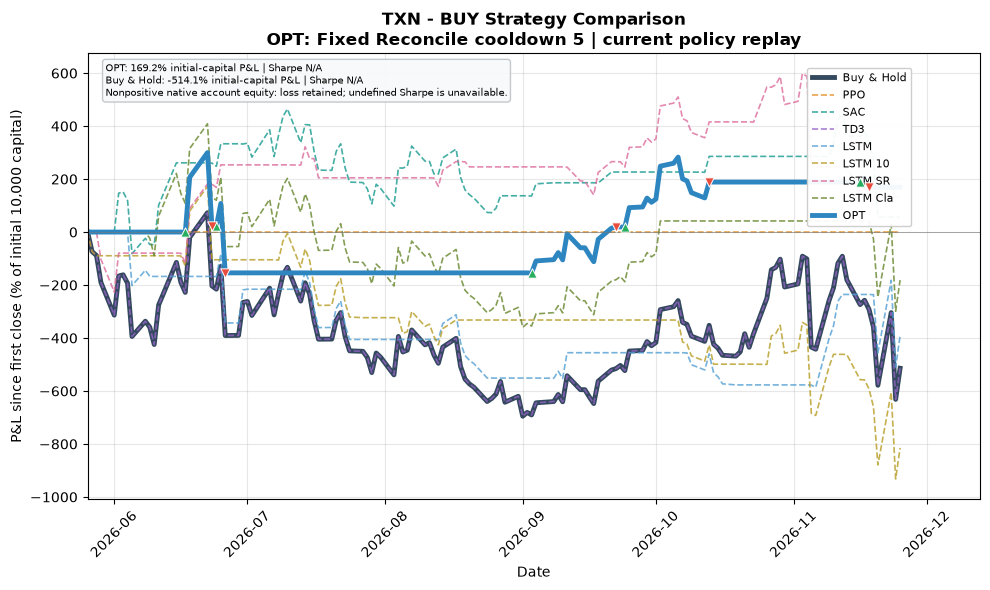 TXN - BUY Strategy Comparison
OPT: Fixed Reconcile cooldown 5 | current policy replay
OPT: 169.2% initial-capital P&L | Sharpe N/A
Buy & Hold: -514.1% initial-capital P&L | Sharpe N/A
Nonpositive native account equity: loss retained; undefined Sharpe is unavailable.
Buy & Hold
PPO
SAC
TD3
LSTM
LSTM 10
LSTM SR
LSTM Cla
OPT
P&L since first close (% of initial 10,000 capital)
600
400
200
0
−200
−400
−600
−800
−1000
2026-06
2026-07
2026-08
2026-09
2026-10
2026-11
2026-12
Date